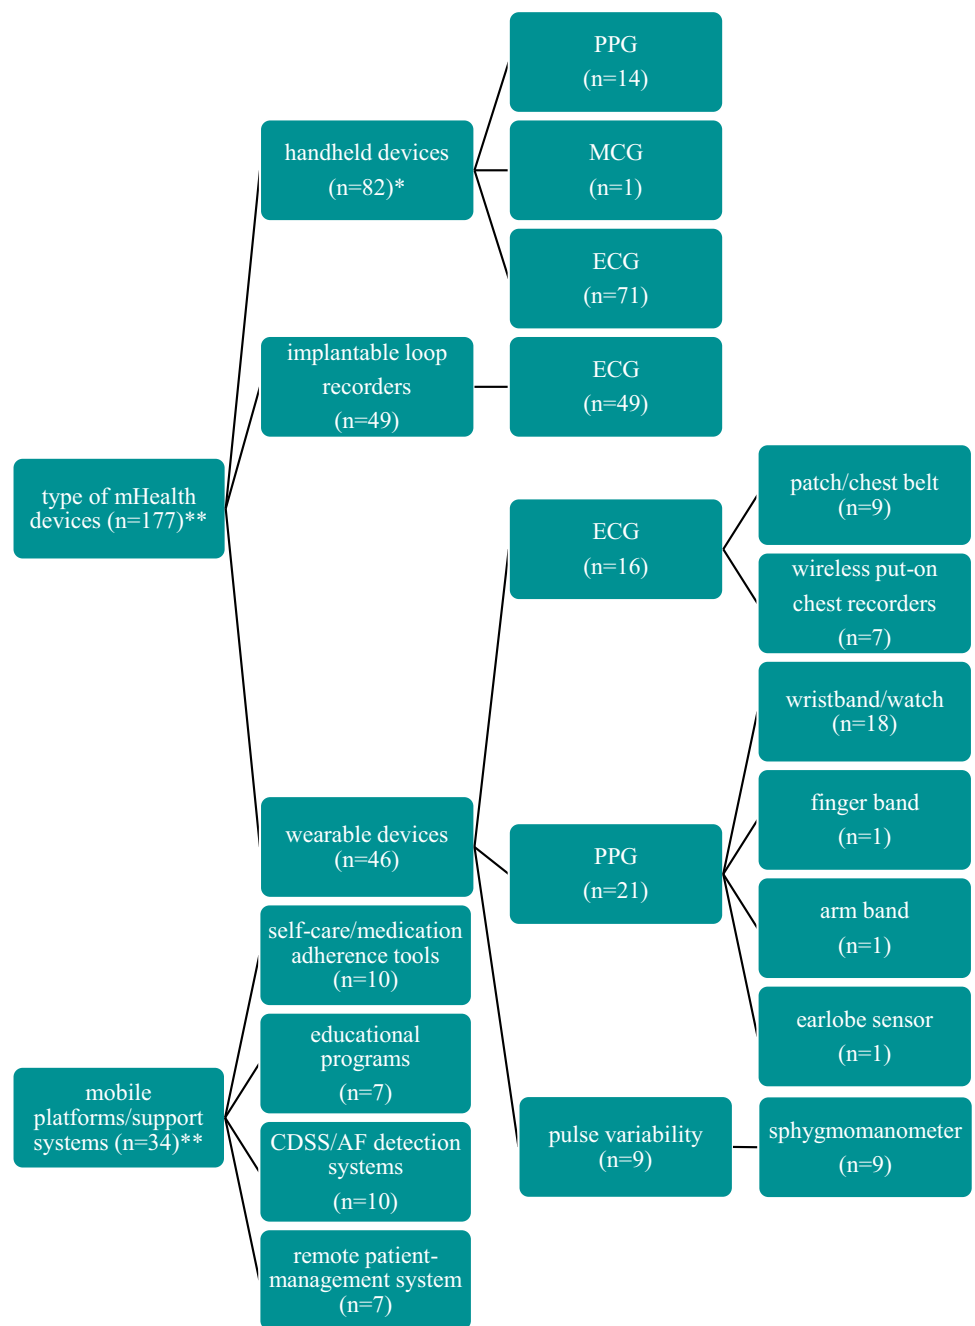 type of mHealth
devices (n=177)**
handheld devices
(n=82)*
PPG
(n=14)
MCG
(n=1)
ECG
(n=71)
implantable loop
recorders
(n=49)
ECG
(n=49)
wearable devices
(n=46)
ECG
(n=16)
patch/chest belt
(n=9)
wireless put-on
chest recorders
(n=7)
PPG
(n=21)
wristband/watch
(n=18)
finger band
(n=1)
arm band
(n=1)
earlobe sensor
(n=1)
pulse variability
(n=9)
sphygmomanometer
(n=9)
mobile
platforms/support
systems (n=34)**
self-care/medication
adherence tools
(n=10)
educational
programs
(n=7)
CDSS/AF detection
systems
(n=10)
remote patient-
management system
(n=7)